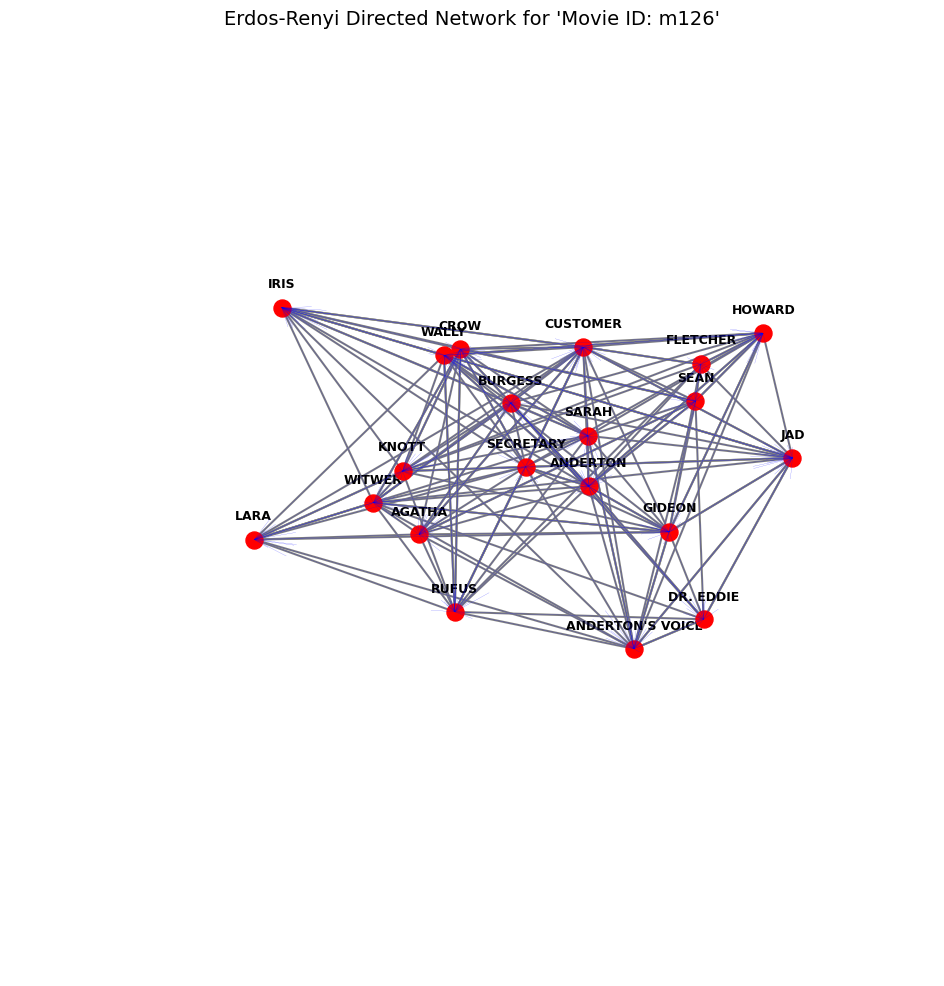 Erdos-Renyi Directed Network for 'Movie ID: m126'
IRIS
HOWARD
CROW
CUSTOMER
WALLY
FLETCHER
BURGESS
SEAN
SARAH
JAD
KNOTT
SECRETARY
ANDERTON
WITWER
LARA
AGATHA
GIDEON
RUFUS
DR. EDDIE
ANDERTON'S VOICE